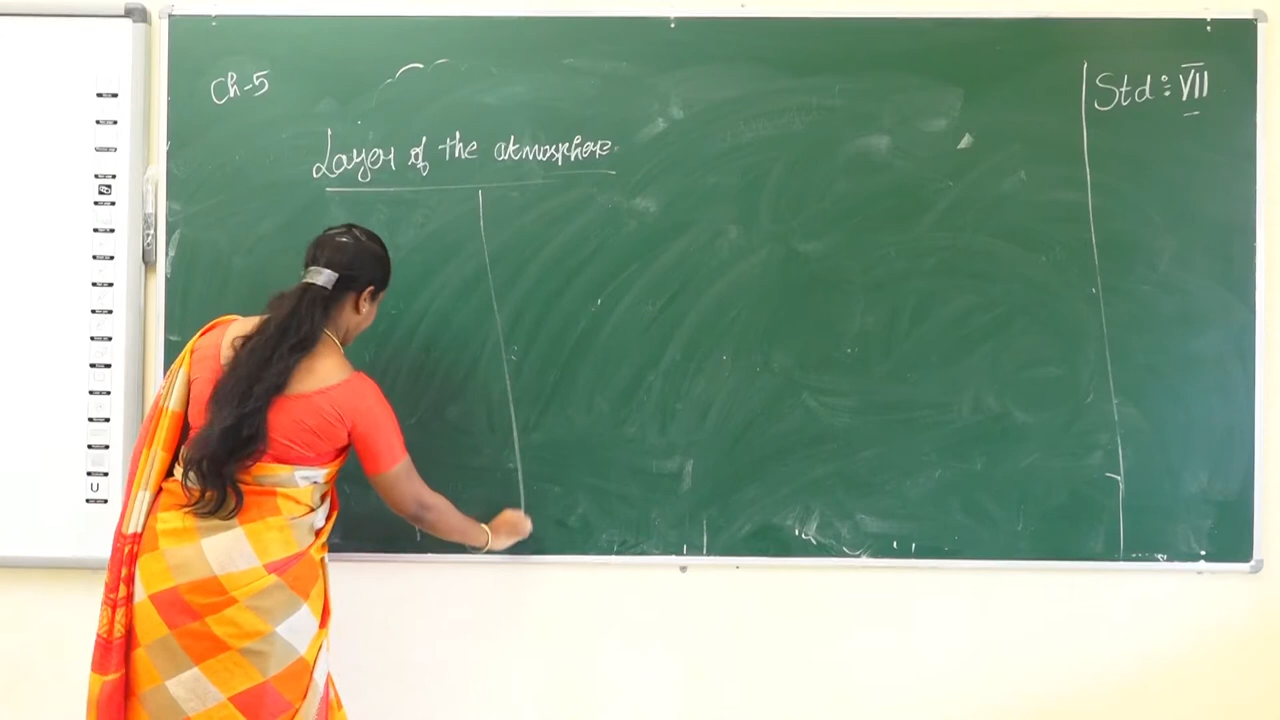 Ch-5
Std : VII
Layer of the atmosphere
U